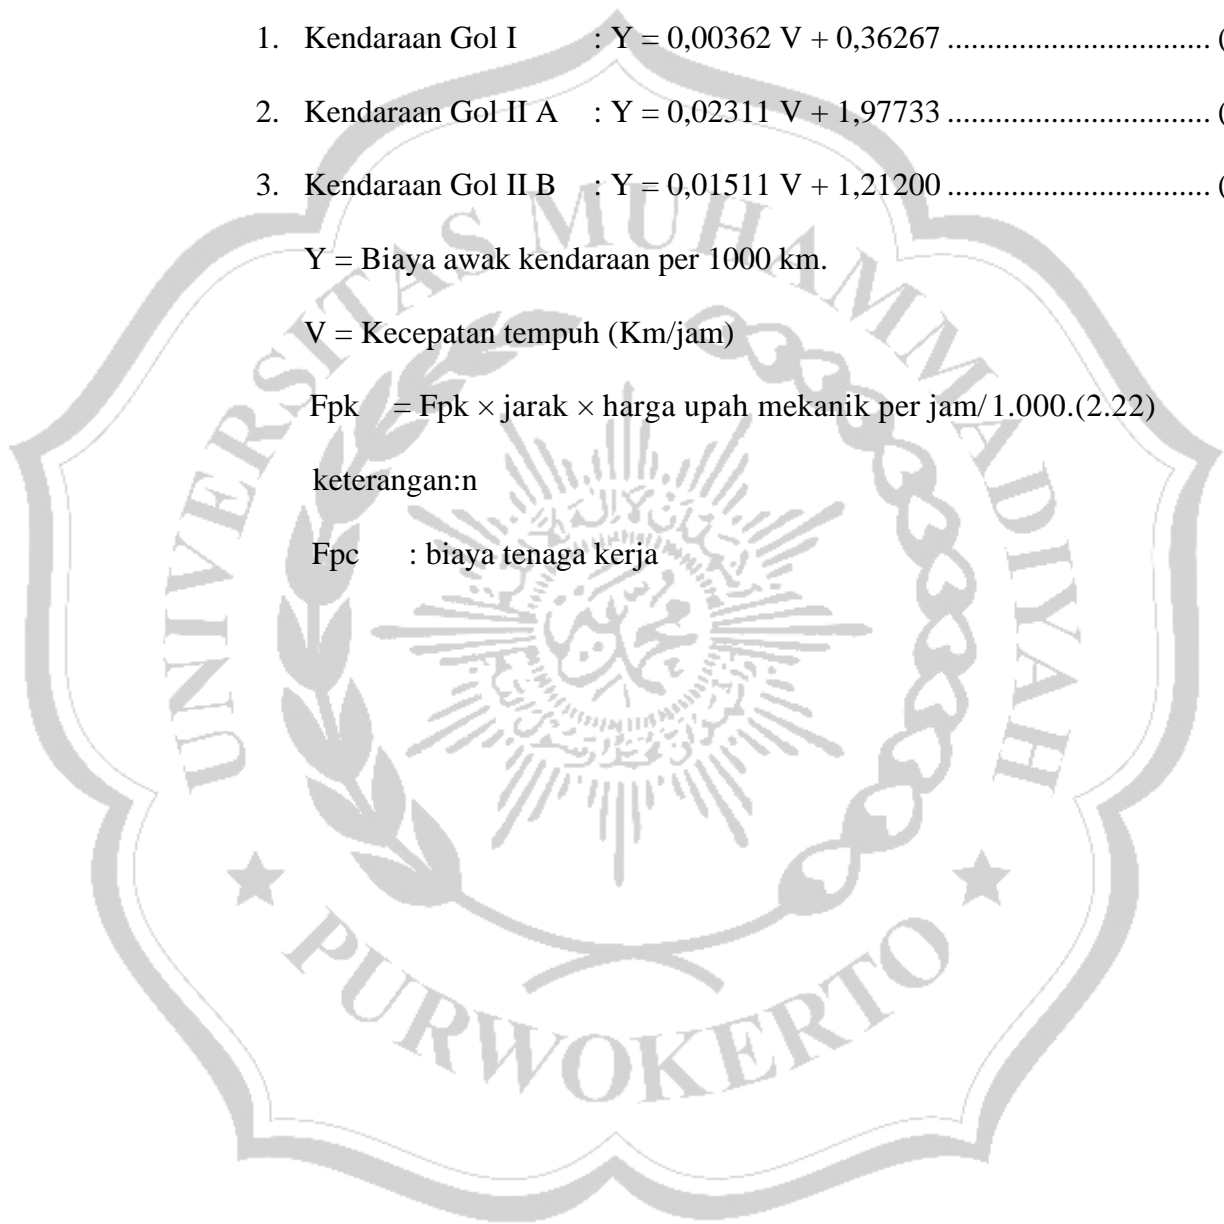 1. Kendaraan Gol I : Y = 0,00362 V + 0,36267 ................................. (
2. Kendaraan Gol II A : Y = 0,02311 V + 1,97733 ................................. (
3. Kendaraan Gol II B : Y = 0,01511 V + 1,21200 ................................. (
Y = Biaya awak kendaraan per 1000 km.
V = Kecepatan tempuh (Km/jam)
Fpk = Fpk × jarak × harga upah mekanik per jam/ 1.000.(2.22)
keterangan:n
Fpc : biaya tenaga kerja
UNIVERSITAS MUHAMMADIYAH
PURWOKERTO